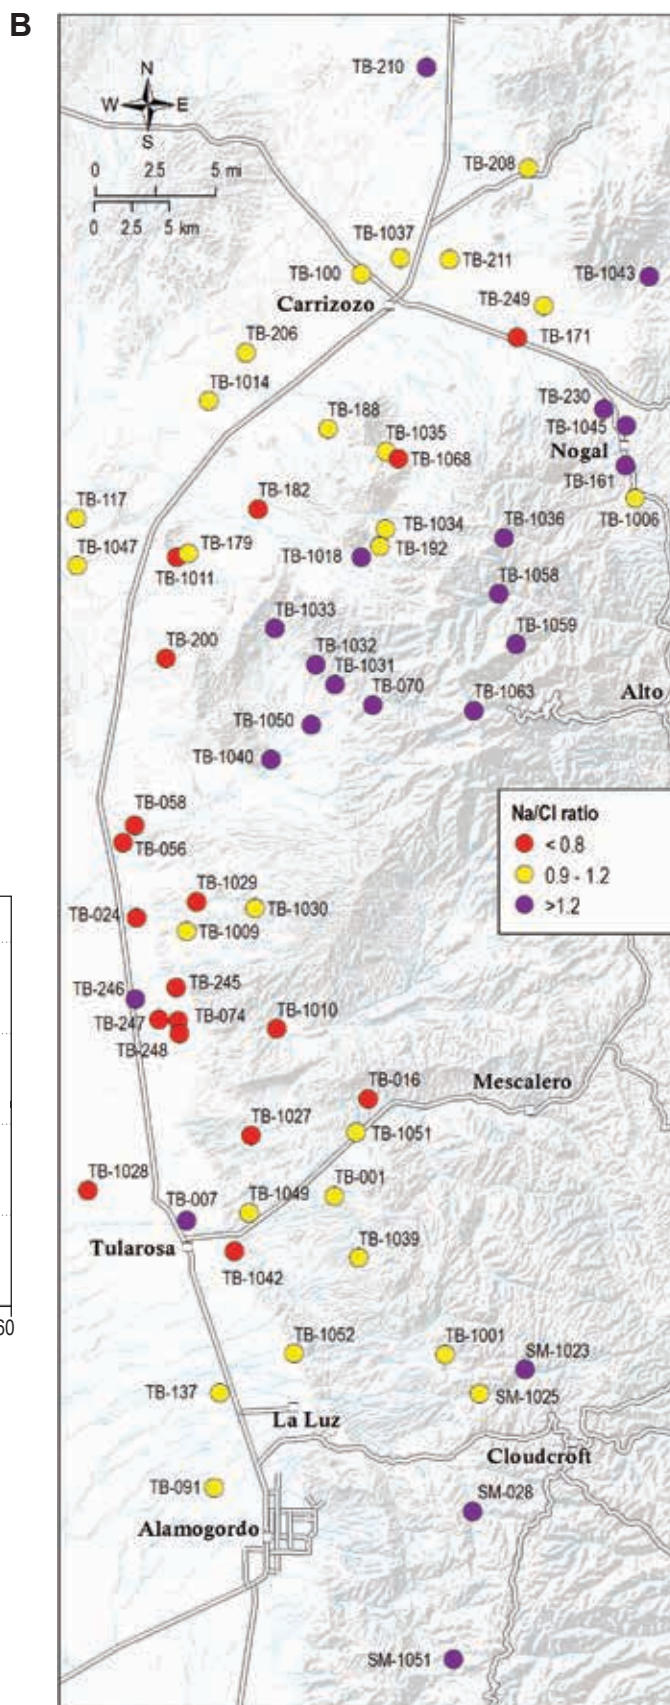 B
TB-210
N
W E
S
0 2.5 5 mi
0 2.5 5 km
TB-208
TB-1037
TB-211
TB-100
TB-1043
Carrizozo
TB-249
TB-171
TB-206
TB-1014
TB-230
TB-188
TB-1045
TB-1035
Nogal
TB-1068
TB-161
TB-182
TB-117
TB-1006
TB-1034
TB-1036
TB-179
TB-192
TB-1047
TB-1018
TB-1011
TB-1058
TB-1033
TB-1032
TB-1059
TB-200
TB-1031
TB-070
TB-1063
Alto
TB-1050
TB-1040
TB-058
Na/Cl ratio
< 0.8
TB-056
0.9 - 1.2
TB-1029
>1.2
TB-1030
TB-024
TB-1009
TB-245
TB-246
TB-074
TB-247
TB-1010
TB-248
TB-016
Mescalero
TB-1027
TB-1051
TB-1028
TB-001
TB-007
TB-1049
Tularosa
TB-1039
TB-1042
60
TB-1052
TB-1001
SM-1023
TB-137
SM-1025
La Luz
Cloudcroft
TB-091
SM-028
Alamogordo
SM-1051